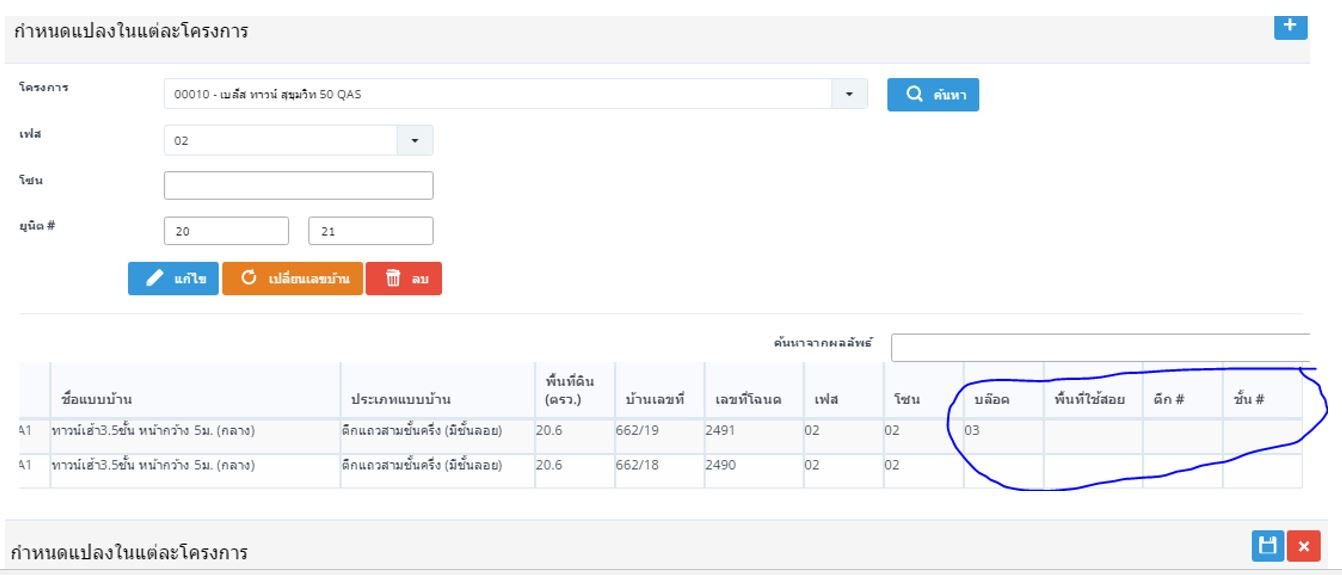 กำหนดแปลงในแต่ละโครงการ
โครงการ 00010 - เบลีส ทาวน์ สุขุมวิท 50 QAS ค้นหา
เฟส 02
โซน
ยูนิต # 20 21
แก้ไข เปลี่ยนเลขบ้าน ลบ
ค้นหาจากผลลัพธ์
ชื่อแบบบ้าน ประเภทแบบบ้าน พื้นที่ดิน (ตรว.) บ้านเลขที่ เลขที่โฉนด เฟส โซน บล๊อค พื้นที่ใช้สอย ตึก # ชั้น #
A1 ทาวน์เฮ้า3.5ชั้น หน้ากว้าง 5ม. (กลาง) ตึกแถวสามชั้นครึ่ง (มีชั้นลอย) 20.6 662/19 2491 02 02 03
A1 ทาวน์เฮ้า3.5ชั้น หน้ากว้าง 5ม. (กลาง) ตึกแถวสามชั้นครึ่ง (มีชั้นลอย) 20.6 662/18 2490 02 02
กำหนดแปลงในแต่ละโครงการ